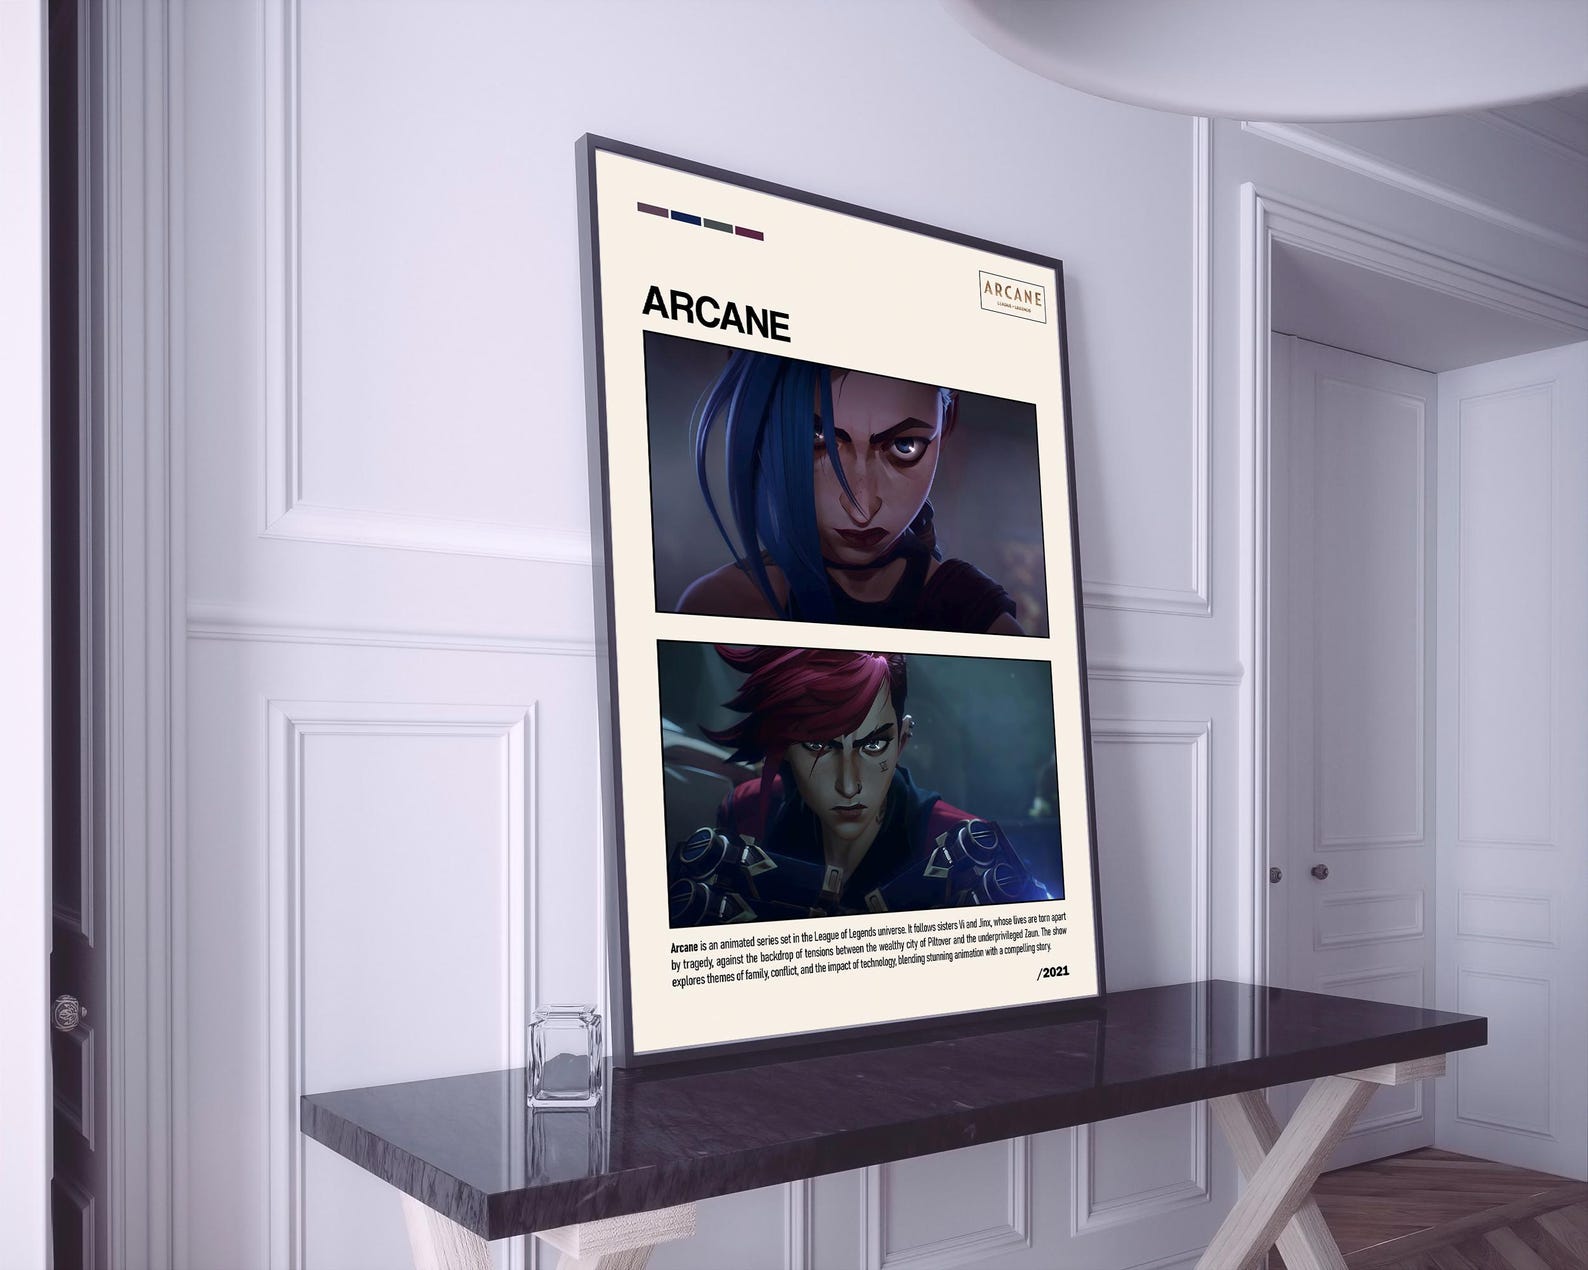 ARCANE
LEAGUE OF LEGENDS
ARCANE
Arcane is an animated series set in the League of Legends universe. It follows sisters Vi and Jinx, whose lives are torn apart
by tragedy, against the backdrop of tensions between the wealthy city of Piltover and the underprivileged Zaun. The show
explores themes of family, conflict, and the impact of technology, blending stunning animation with a compelling story.
/2021